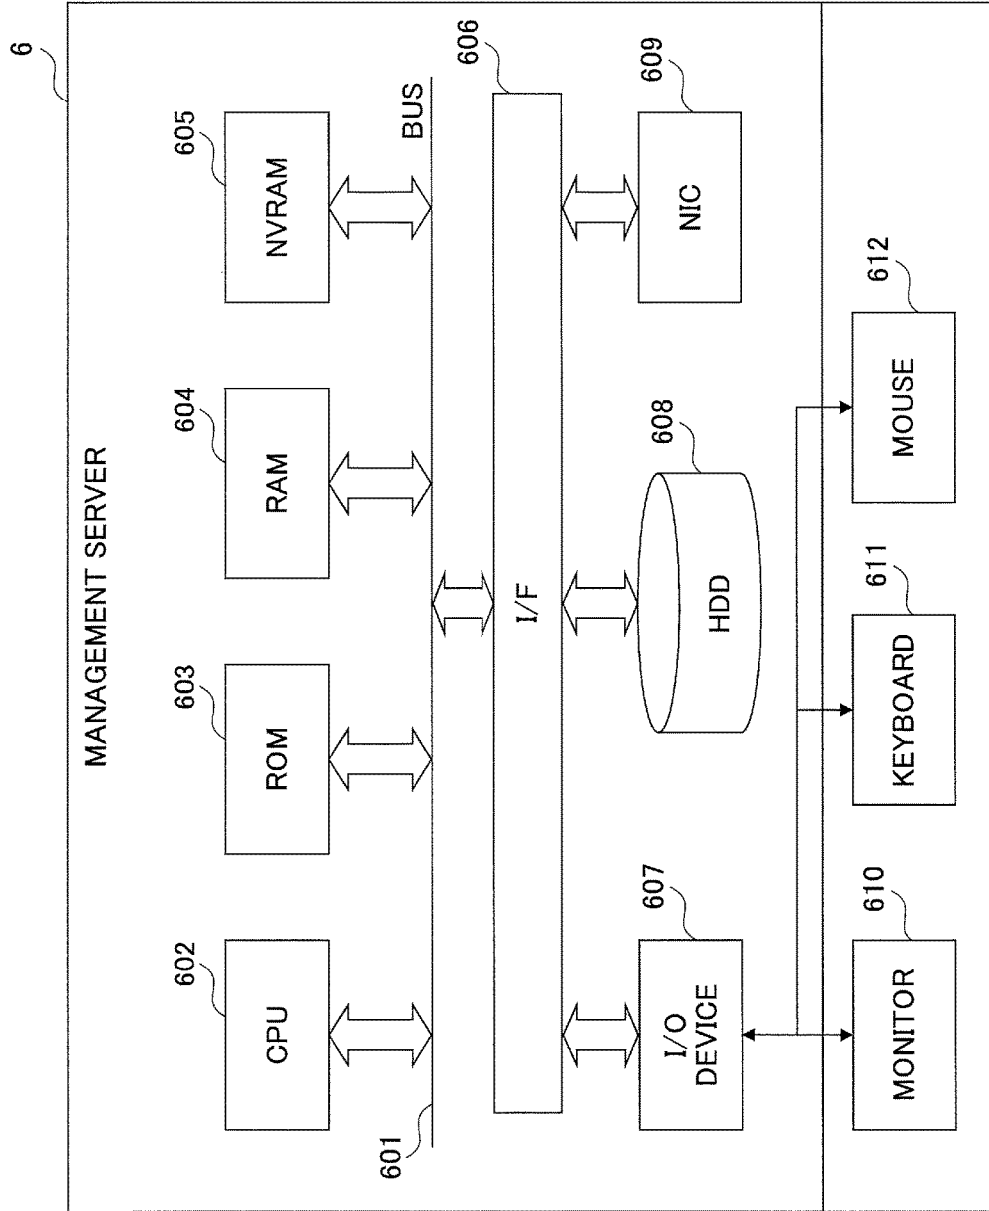 6
MANAGEMENT SERVER
602
603
604
605
CPU
ROM
RAM
NVRAM
601
BUS
606
I/F
607
608
609
I/O
DEVICE
HDD
NIC
610
611
612
MONITOR
KEYBOARD
MOUSE